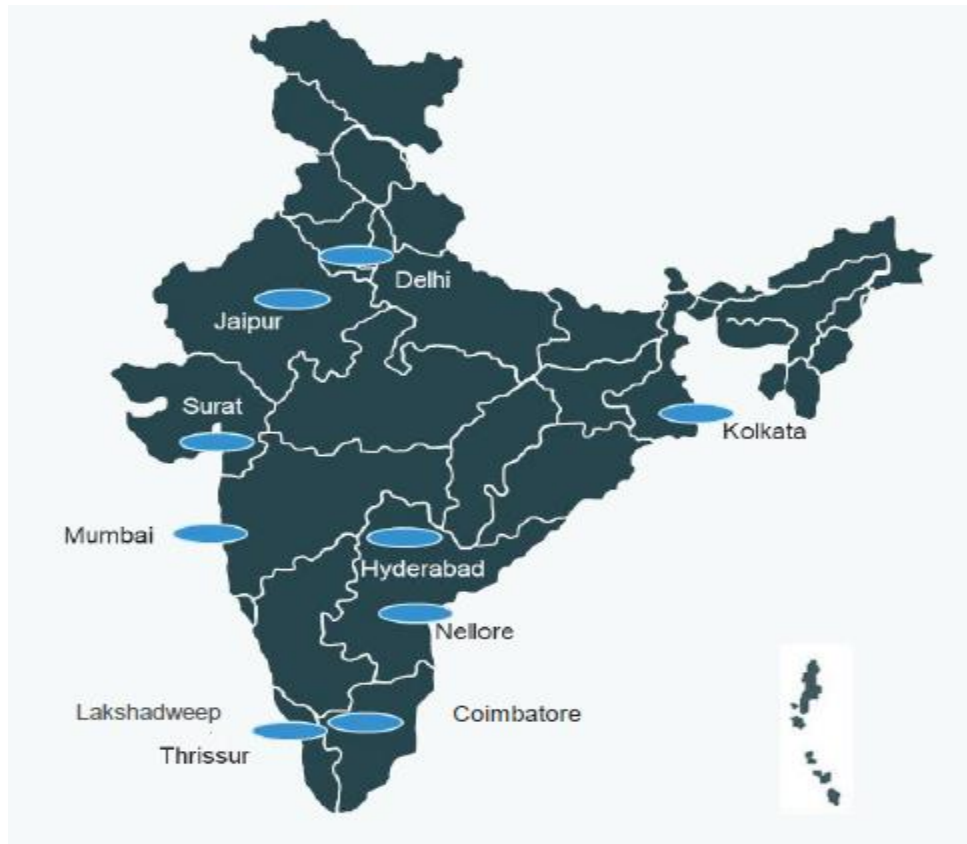 Delhi
Jaipur
Surat
Kolkata
Mumbai
Hyderabad
Nellore
Lakshadweep
Coimbatore
Thrissur